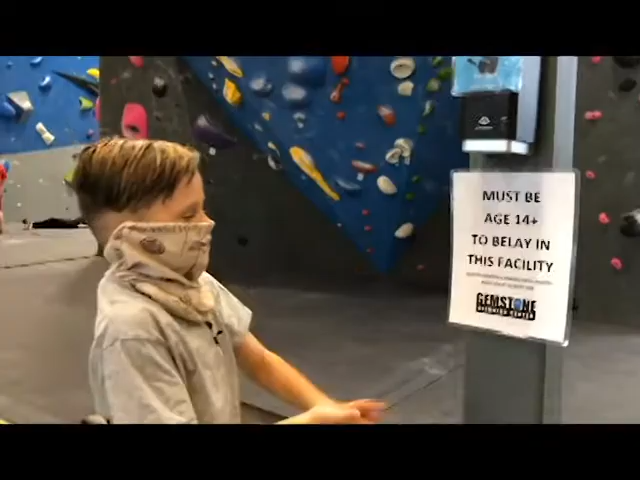 MUST BE
AGE 14+
TO BELAY IN
THIS FACILITY
GEMSTONE